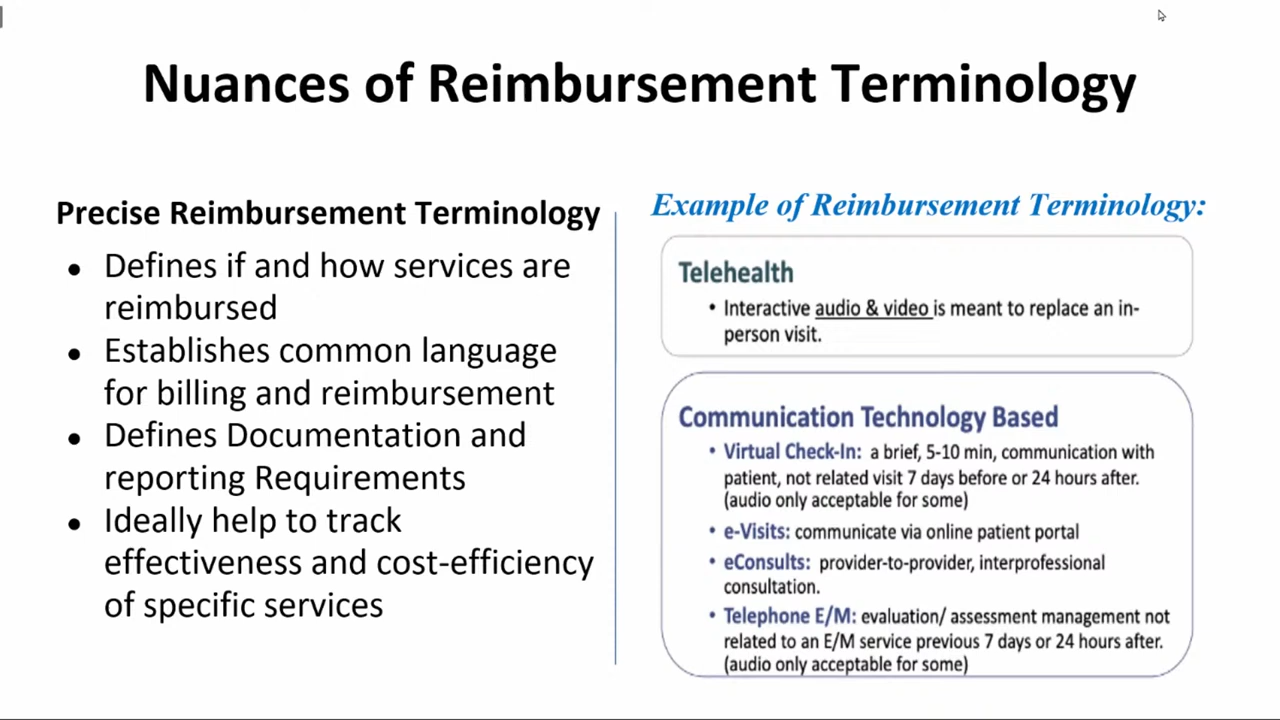 Nuances of Reimbursement Terminology
Precise Reimbursement Terminology
• Defines if and how services are
reimbursed
• Establishes common language
for billing and reimbursement
• Defines Documentation and
reporting Requirements
• Ideally help to track
effectiveness and cost-efficiency
of specific services
Example of Reimbursement Terminology:
Telehealth
• Interactive audio & video is meant to replace an in-
person visit.
Communication Technology Based
• Virtual Check-In: a brief, 5-10 min, communication with
patient, not related visit 7 days before or 24 hours after.
(audio only acceptable for some)
• e-Visits: communicate via online patient portal
• eConsults: provider-to-provider, interprofessional
consultation.
• Telephone E/M: evaluation/ assessment management not
related to an E/M service previous 7 days or 24 hours after.
(audio only acceptable for some)